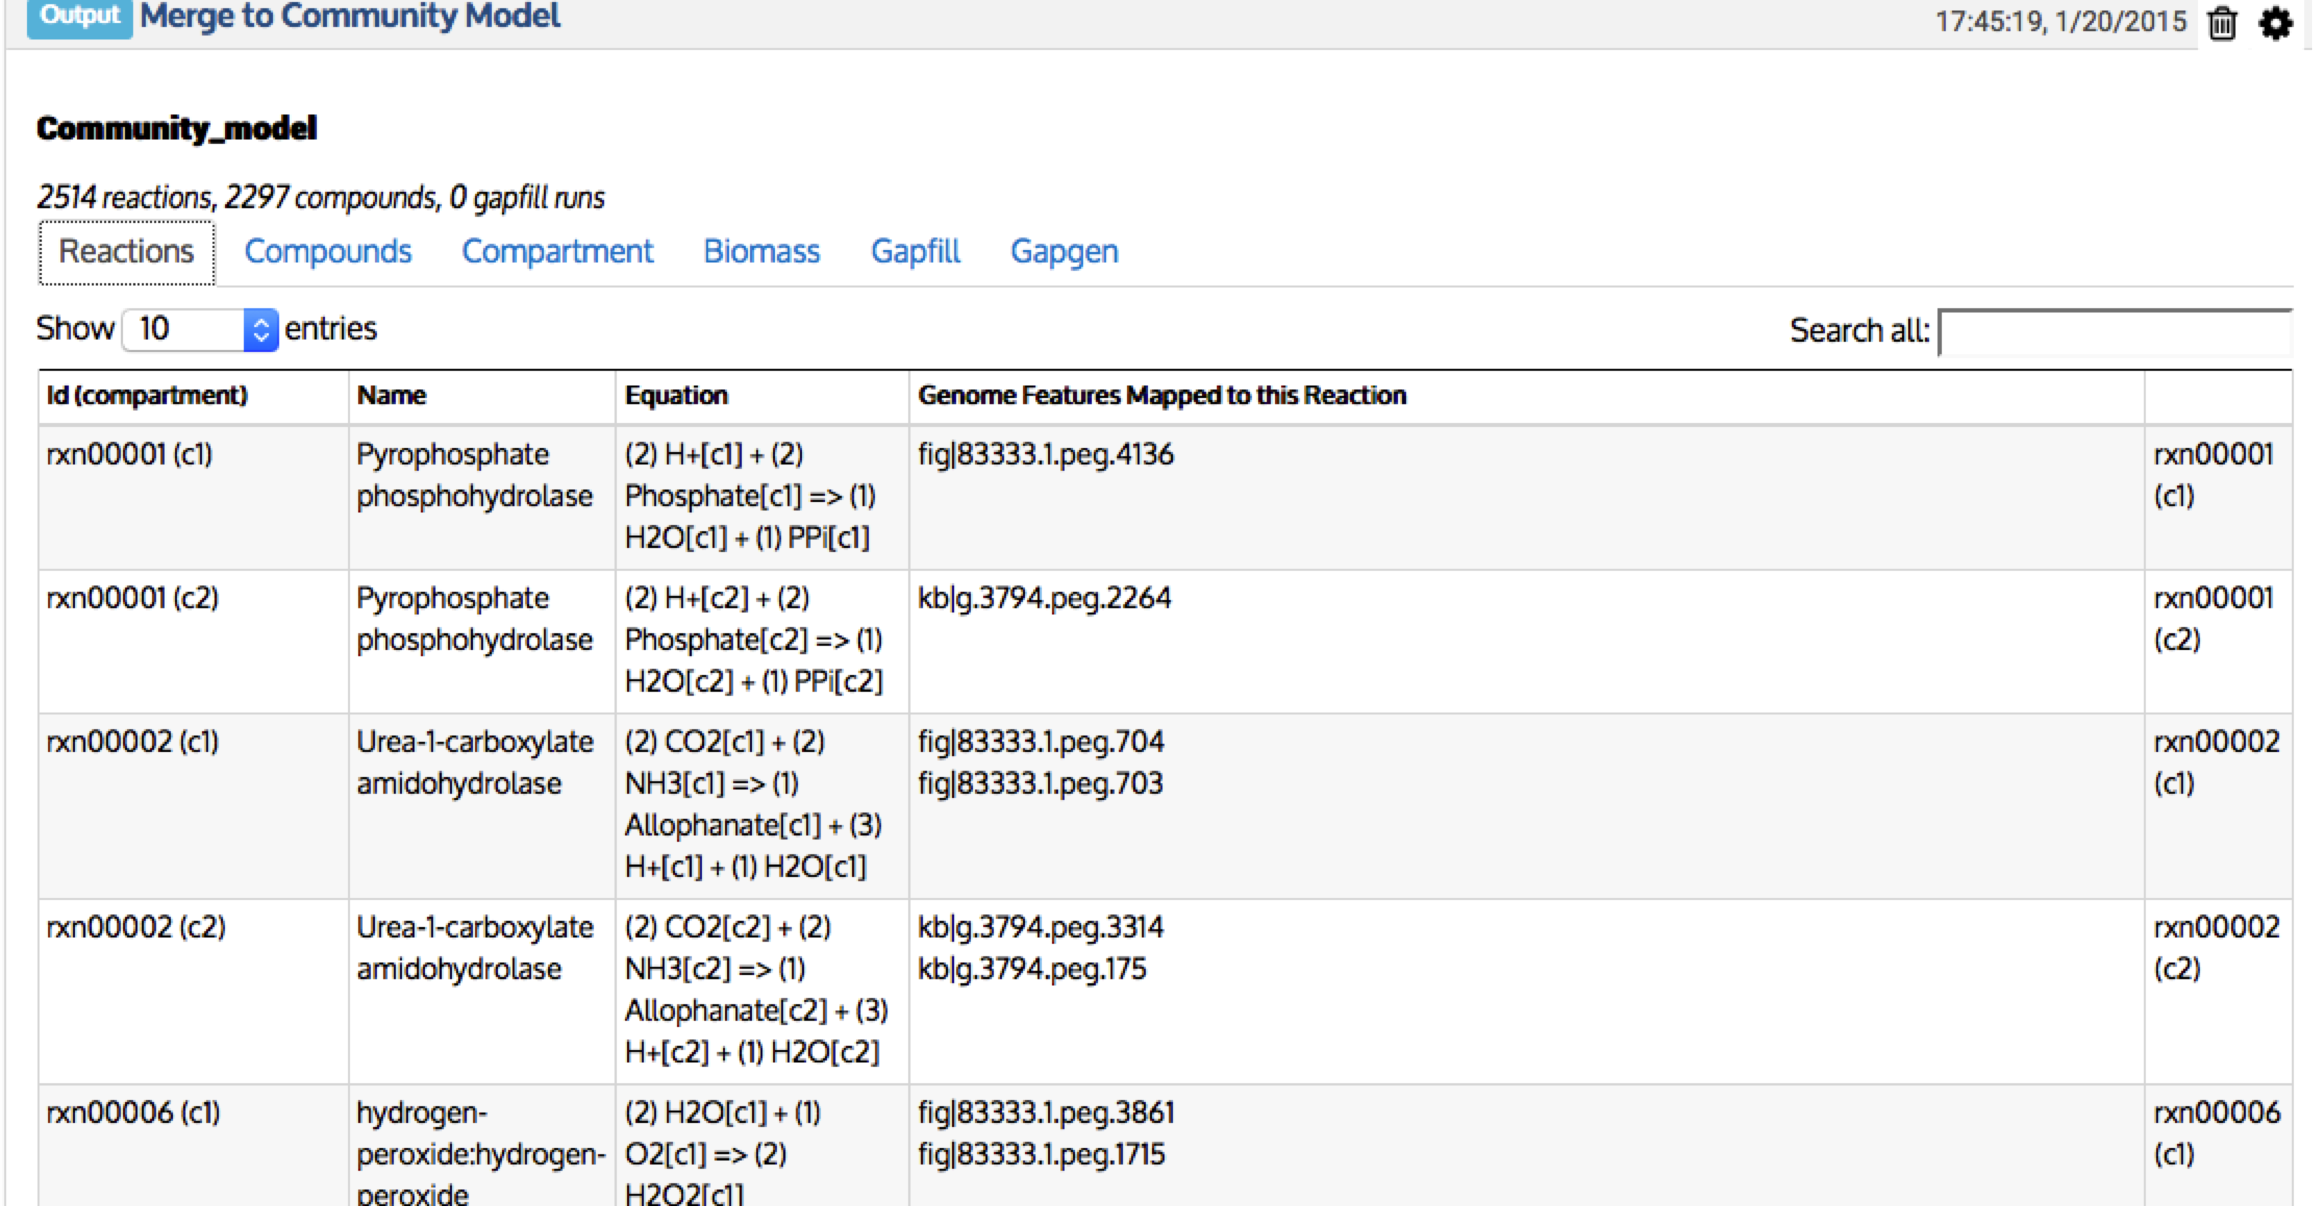 Output Merge to Community Model 17:45:19, 1/20/2015
Community_model
2514 reactions, 2297 compounds, 0 gapfill runs
Reactions Compounds Compartment Biomass Gapfill Gapgen
Show 10 entries Search all:
Id (compartment) Name Equation Genome Features Mapped to this Reaction
rxn00001 (c1) Pyrophosphate (2) H+[c1] + (2) fig|83333.1.peg.4136 rxn00001
phosphohydrolase Phosphate[c1] => (1) (c1)
H2O[c1] + (1) PPi[c1]
rxn00001 (c2) Pyrophosphate (2) H+[c2] + (2) kb|g.3794.peg.2264 rxn00001
phosphohydrolase Phosphate[c2] => (1) (c2)
H2O[c2] + (1) PPi[c2]
rxn00002 (c1) Urea-1-carboxylate (2) CO2[c1] + (2) fig|83333.1.peg.704 rxn00002
amidohydrolase NH3[c1] => (1) fig|83333.1.peg.703 (c1)
Allophanate[c1] + (3)
H+[c1] + (1) H2O[c1]
rxn00002 (c2) Urea-1-carboxylate (2) CO2[c2] + (2) kb|g.3794.peg.3314 rxn00002
amidohydrolase NH3[c2] => (1) kb|g.3794.peg.175 (c2)
Allophanate[c2] + (3)
H+[c2] + (1) H2O[c2]
rxn00006 (c1) hydrogen- (2) H2O[c1] + (1) fig|83333.1.peg.3861 rxn00006
peroxide:hydrogen- O2[c1] => (2) fig|83333.1.peg.1715 (c1)
peroxide H2O2[c1]